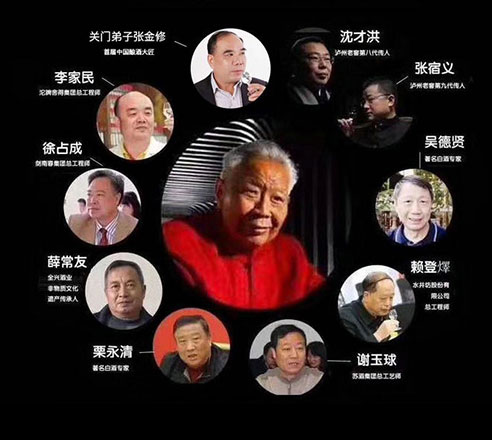 关门弟子张金修
首届中国酿酒大匠
沈才洪
泸州老窖第八代传人
李家民
沱牌舍得集团总工程师
张宿义
泸州老窖第九代传人
徐占成
剑南春集团总工程师
吴德贤
著名白酒专家
薛常友
全兴酒业
非物质文化
遗产传承人
赖登燡
水井坊股份有
限公司
总工程师
栗永清
著名白酒专家
谢玉球
苏酒集团总工艺师